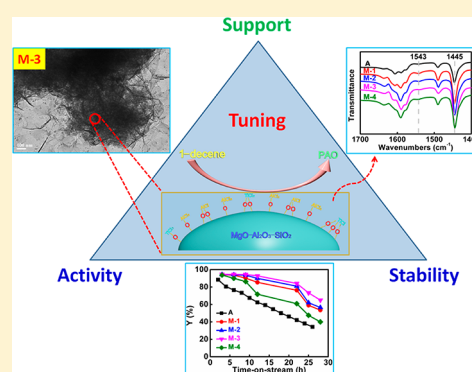 Support
M-3
Tuning
1-decene
PAO
MgO-Al₂O₃-SiOₓ
Activity
Stability
1543 1445
Transmittance
A
M-1
M-2
M-3
M-4
1700 1600 1500 1400
Wavenumbers (cm⁻¹)
Y (%)
100
80
60
40
20
0
A
M-1
M-2
M-3
M-4
0 5 10 15 20 25 30
Time-on-stream (h)